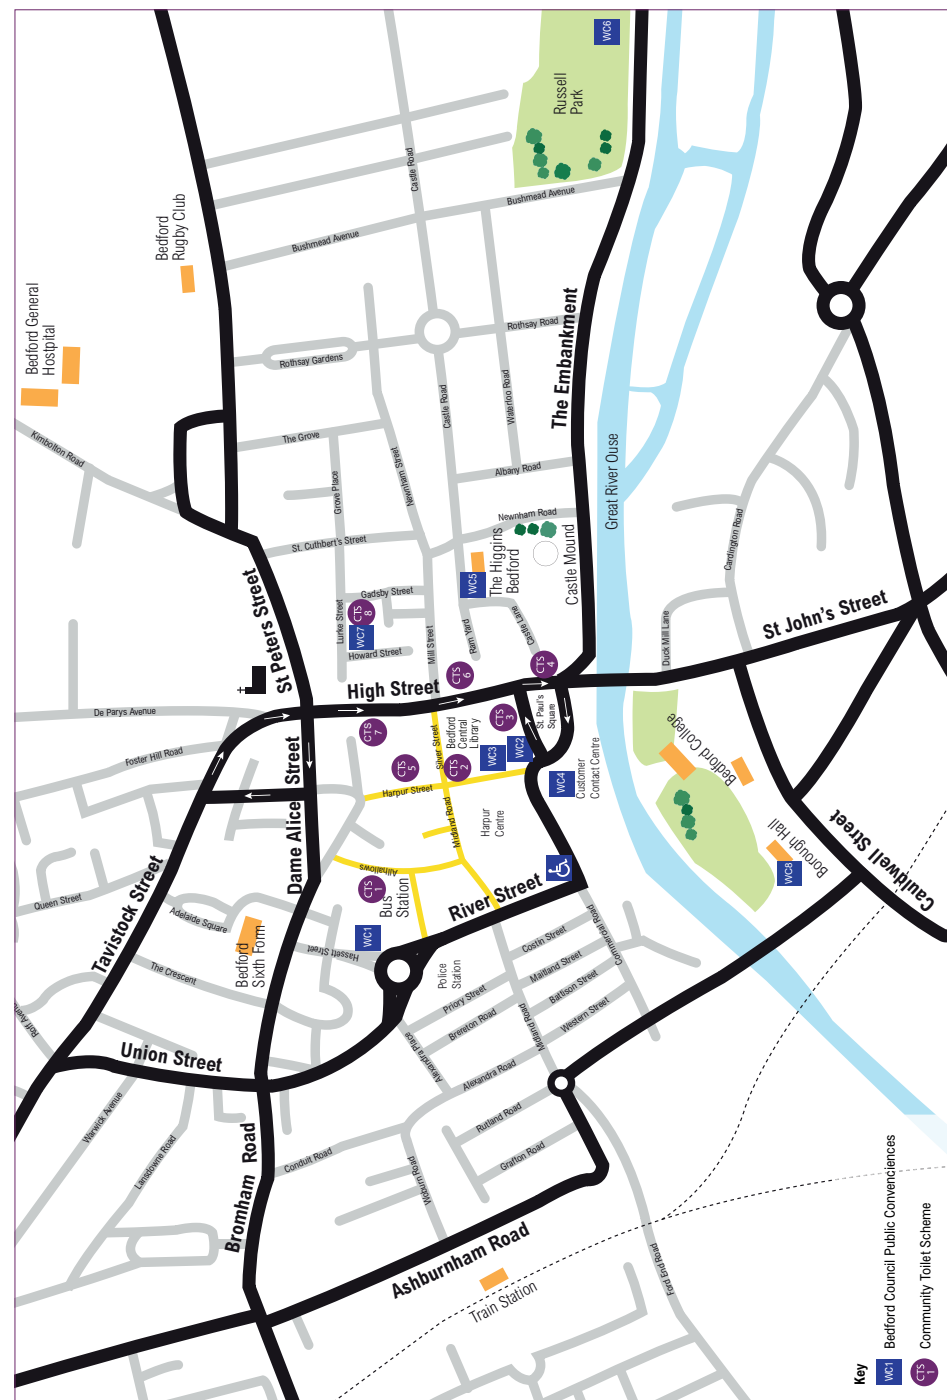 WC6
Russell
Park
Castle Road
Bedford
Rugby Club
Bushmead Avenue
Bushmead Avenue
Bedford General
Hostpital
Rothsay Gardens
Rothsay Road
The Embankment
Castle Road
Waterloo Road
Kimbolton Road
The Grove
Newnham Street
Grove Place
Albany Road
Great River Ouse
Newnham Road
Cardington Road
St. Cuthbert's Street
The Higgins
Bedford
WC5
Castle Mound
St Peters Street
Lurke Street
Gadsby Street
CTS
8
WC7
Howard Street
Mill Street
Ram Yard
Castle Lane
Duck Mill Lane
St John's Street
CTS
6
CTS
4
High Street
De Parys Avenue
Foster Hill Road
CTS
7
Silver Street
Bedford
Central
Library
CTS
3
St. Paul's
Square
WC3
WC2
CTS
5
CTS
2
WC4
Customer
Contact Centre
Bedford College
Harpur Street
Midland Road
Harpur
Centre
Dame Alice Street
Tavistock Street
Allhallows
CTS
1
Bus
Station
River Street
Borough Hall
WC8
Cauldwell Street
Queen Street
Adelaide Square
Bedford
Sixth Form
Hassett Street
WC1
Police
Station
Costin Street
Commercial Road
The Crescent
Priory Street
Maitland Street
Battison Street
Western Street
Brereton Road
Midland Road
Alexandra Place
Alexandra Road
Union Street
Warwick Avenue
Lansdowne Road
Rutland Road
Grafton Road
Conduit Road
Woburn Road
Bromham Road
Ashburnham Road
Train Station
Ford End Road
Key
WC1
Bedford Council Public Convenciences
CTS
1
Community Toilet Scheme